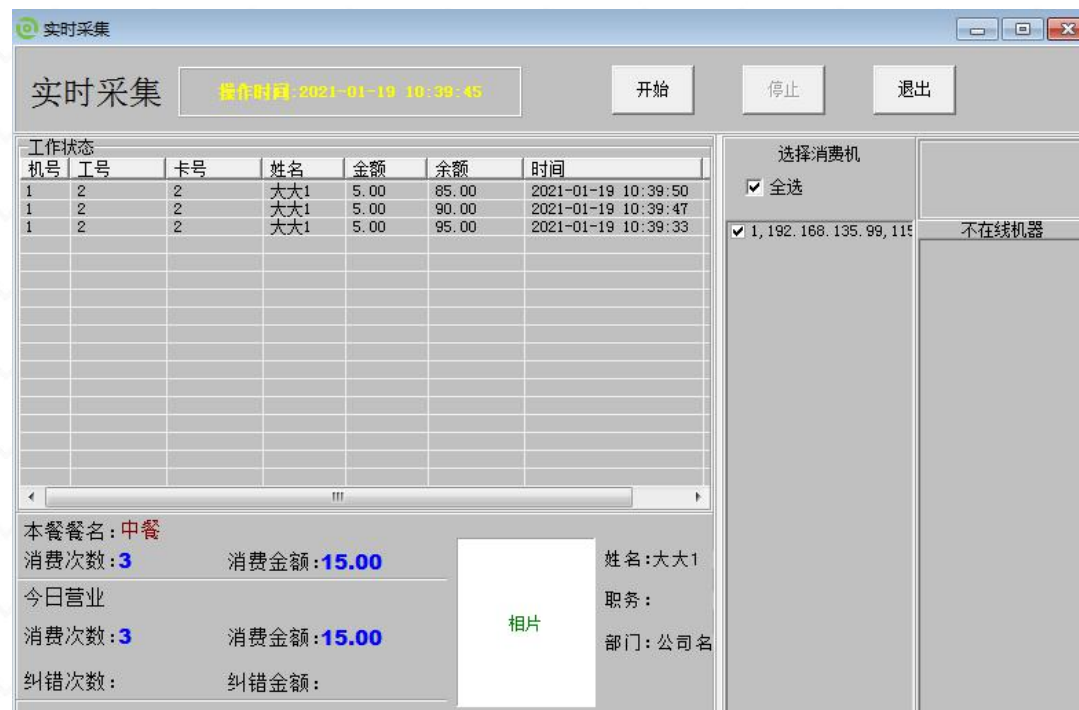 实时采集
实时采集 操作时间:2021-01-19 10:39:45 开始 停止 退出
工作状态
机号 工号 卡号 姓名 金额 余额 时间
1 2 2 大大1 5.00 85.00 2021-01-19 10:39:50
1 2 2 大大1 5.00 90.00 2021-01-19 10:39:47
1 2 2 大大1 5.00 95.00 2021-01-19 10:39:33
选择消费机
全选
1,192.168.135.99,115
不在线机器
本餐餐名:中餐
消费次数:3 消费金额:15.00
今日营业
消费次数:3 消费金额:15.00
纠错次数: 纠错金额:
相片
姓名:大大1
职务:
部门:公司名